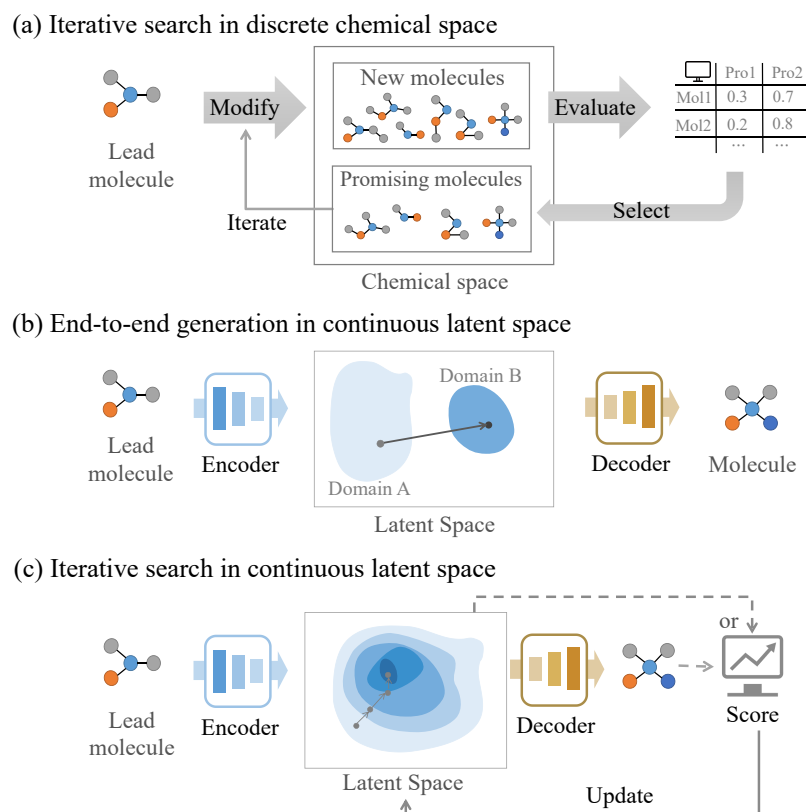 (a) Iterative search in discrete chemical space
New molecules
Modify
Evaluate
Pro1 Pro2
Mol1 0.3 0.7
Mol2 0.2 0.8
... ...
Lead
molecule
Promising molecules
Iterate
Select
Chemical space
(b) End-to-end generation in continuous latent space
Domain B
Lead
molecule
Encoder
Domain A
Decoder
Molecule
Latent Space
(c) Iterative search in continuous latent space
or
Lead
molecule
Encoder
Decoder
Score
Latent Space
Update